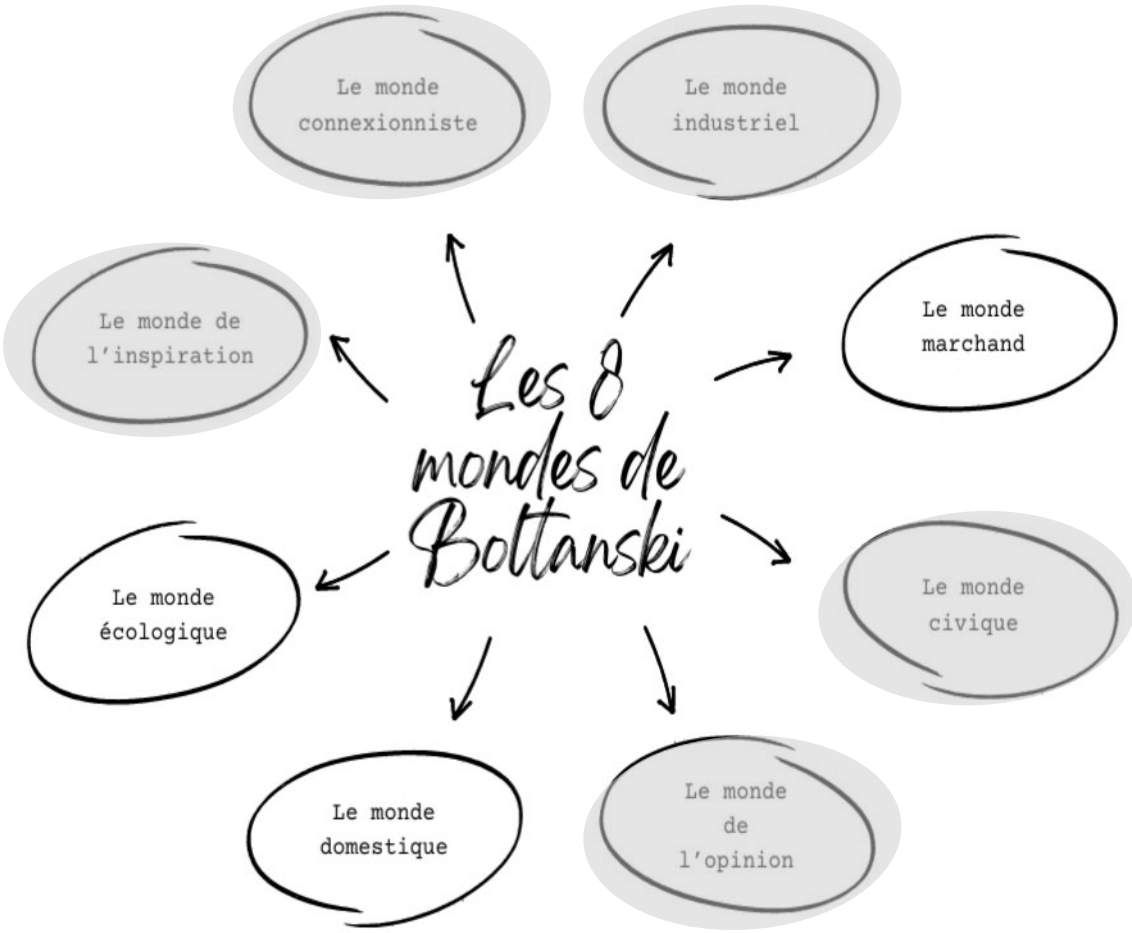 Le monde
connexionniste
Le monde
industriel
Le monde de
l'inspiration
Le monde
marchand
Les 8
mondes de
Boltanski
Le monde
écologique
Le monde
civique
Le monde
domestique
Le monde
de
l'opinion